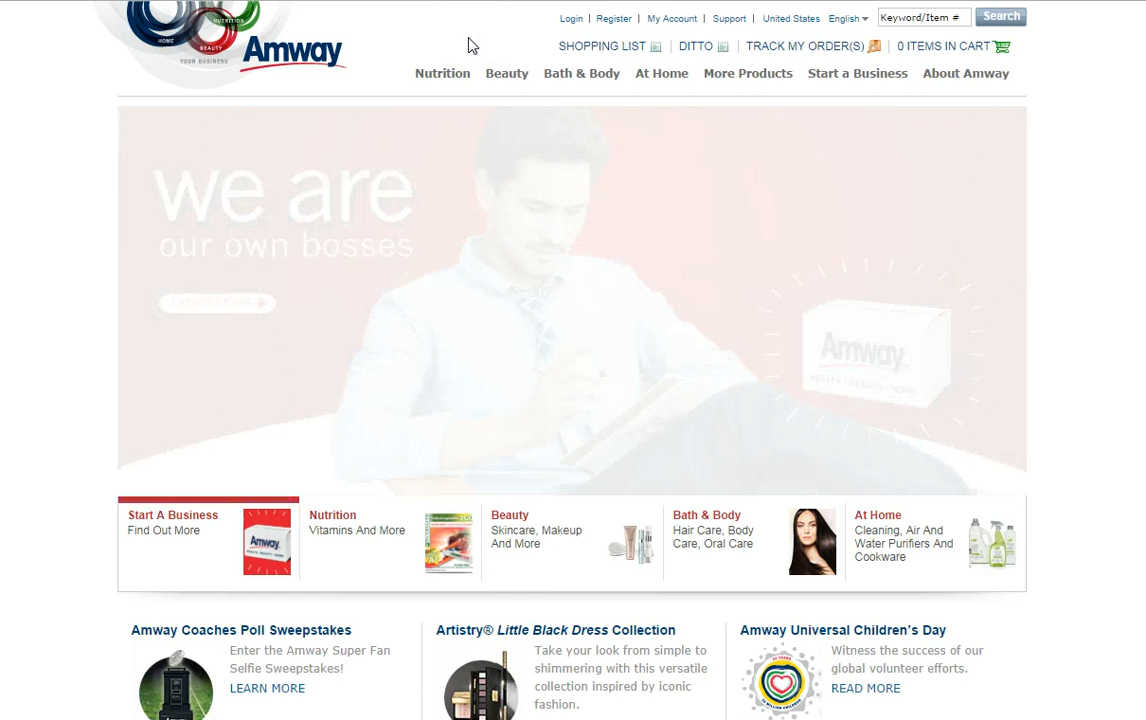 Login | Register | My Account | Support | United States English Keyword/Item # Search
HOME
NUTRITION
BEAUTY
YOUR BUSINESS
Amway
SHOPPING LIST | DITTO | TRACK MY ORDER(S) | 0 ITEMS IN CART
Nutrition Beauty Bath & Body At Home More Products Start a Business About Amway
we are
our own bosses
Amway
Start A Business
Find Out More
Amway
Nutrition
Vitamins And More
Beauty
Skincare, Makeup
And More
Bath & Body
Hair Care, Body
Care, Oral Care
At Home
Cleaning, Air And
Water Purifiers And
Cookware
Amway Coaches Poll Sweepstakes
Enter the Amway Super Fan
Selfie Sweepstakes!
LEARN MORE
Artistry® Little Black Dress Collection
Take your look from simple to
shimmering with this versatile
collection inspired by iconic
fashion.
Amway Universal Children's Day
Witness the success of our
global volunteer efforts.
READ MORE